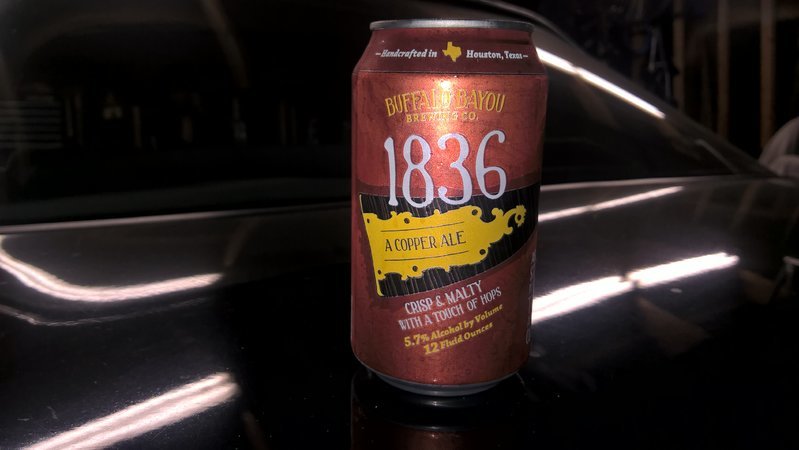 Handcrafted in Houston, Texas
BUFFALO BAYOU
BREWING CO.
1836
A COPPER ALE
CRISP & MALTY
WITH A TOUCH OF HOPS
5.7% Alcohol by Volume
12 Fluid Ounces